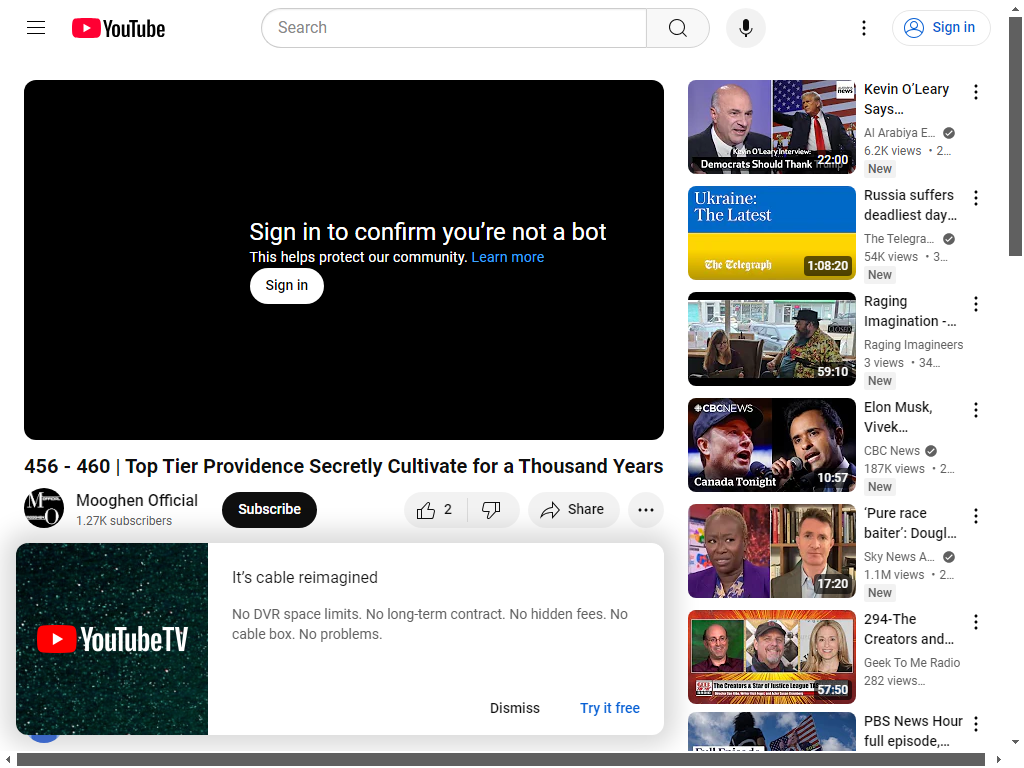 YouTube
Search
Sign in
Sign in to confirm you’re not a bot
This helps protect our community. Learn more
Sign in
456 - 460 | Top Tier Providence Secretly Cultivate for a Thousand Years
Mooghen Official
1.27K subscribers
Subscribe
2
Share
YouTubeTV
It’s cable reimagined
No DVR space limits. No long-term contract. No hidden fees. No
cable box. No problems.
Dismiss
Try it free
news
Kevin O'Leary Interview:
Democrats Should Thank Trump
22:00
Kevin O’Leary
Says…
Al Arabiya E…
6.2K views • 2…
New
Ukraine:
The Latest
The Telegraph
1:08:20
Russia suffers
deadliest day…
The Telegra…
54K views • 3…
New
CLOSED
59:10
Raging
Imagination -…
Raging Imagineers
3 views • 34…
New
CBCNEWS
Canada Tonight
10:57
Elon Musk,
Vivek…
CBC News
187K views • 2…
New
17:20
‘Pure race
baiter’: Dougl…
Sky News A…
1.1M views • 2…
New
The Creators & Star of Justice League
57:50
294-The
Creators and…
Geek To Me Radio
282 views…
Full Episode
PBS News Hour
full episode,…